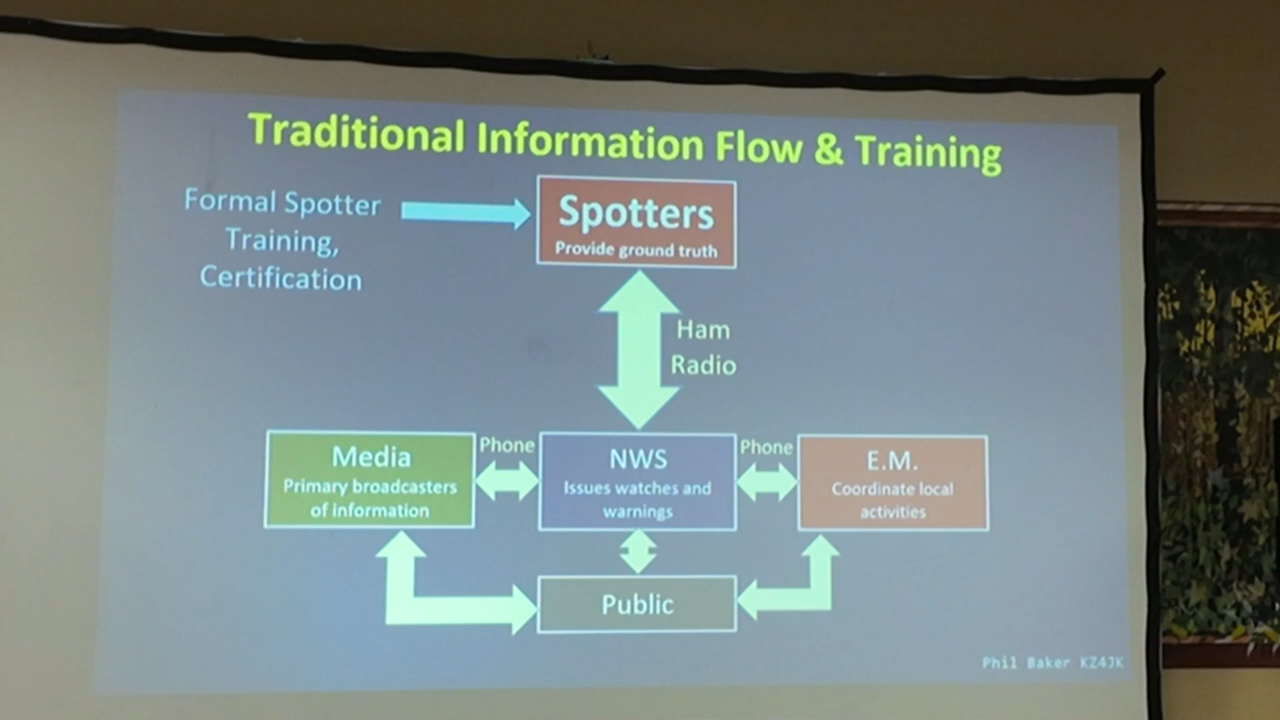 Traditional Information Flow & Training
Formal Spotter
Training,
Certification
Spotters
Provide ground truth
Ham
Radio
Media
Primary broadcasters
of information
Phone
NWS
Issues watches and
warnings
Phone
E.M.
Coordinate local
activities
Public
Phil Baker KZ4JK